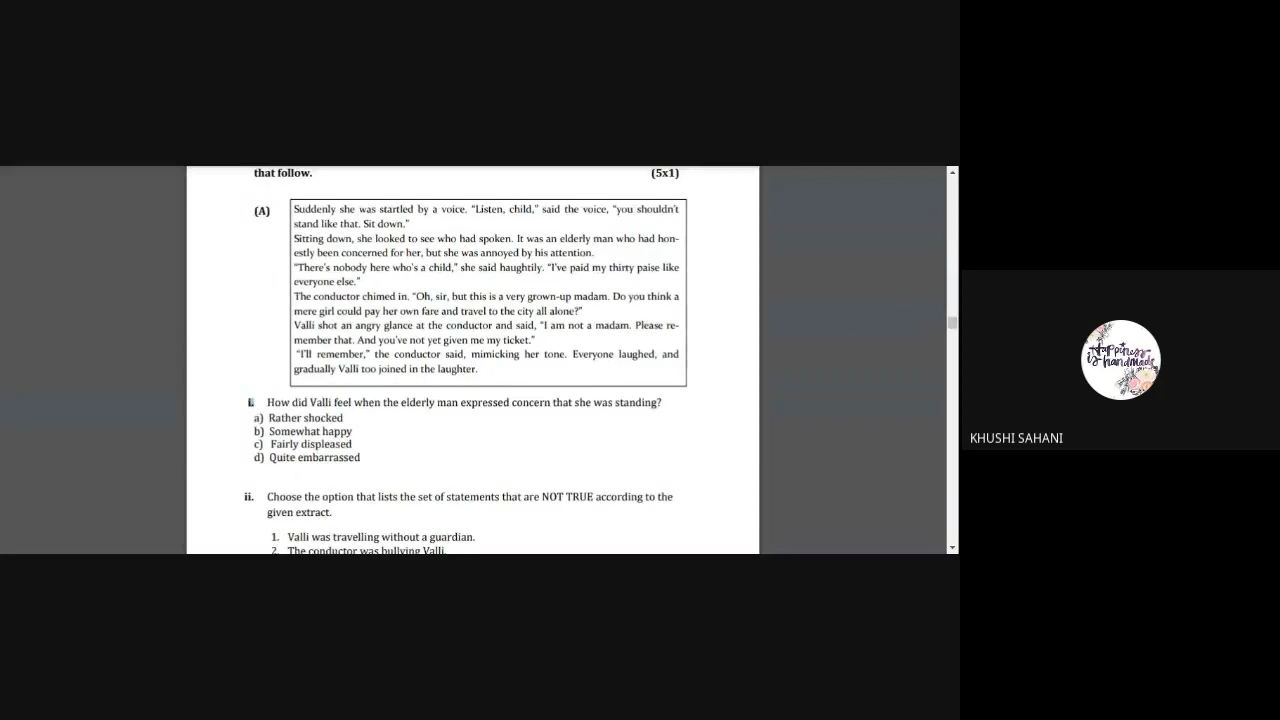 that follow. (5x1)
(A) Suddenly she was startled by a voice. “Listen, child,” said the voice, “you shouldn’t
stand like that. Sit down.”
Sitting down, she looked to see who had spoken. It was an elderly man who had hon-
estly been concerned for her, but she was annoyed by his attention.
“There’s nobody here who’s a child,” she said haughtily. “I’ve paid my thirty paise like
everyone else.”
The conductor chimed in. “Oh, sir, but this is a very grown-up madam. Do you think a
mere girl could pay her own fare and travel to the city all alone?”
Valli shot an angry glance at the conductor and said, “I am not a madam. Please re-
member that. And you’ve not yet given me my ticket.”
“I’ll remember,” the conductor said, mimicking her tone. Everyone laughed, and
gradually Valli too joined in the laughter.
i. How did Valli feel when the elderly man expressed concern that she was standing?
a) Rather shocked
b) Somewhat happy
c) Fairly displeased
d) Quite embarrassed
ii. Choose the option that lists the set of statements that are NOT TRUE according to the
given extract.
1. Valli was travelling without a guardian.
2. The conductor was bullying Valli.
Happiness is handmade
KHUSHI SAHANI